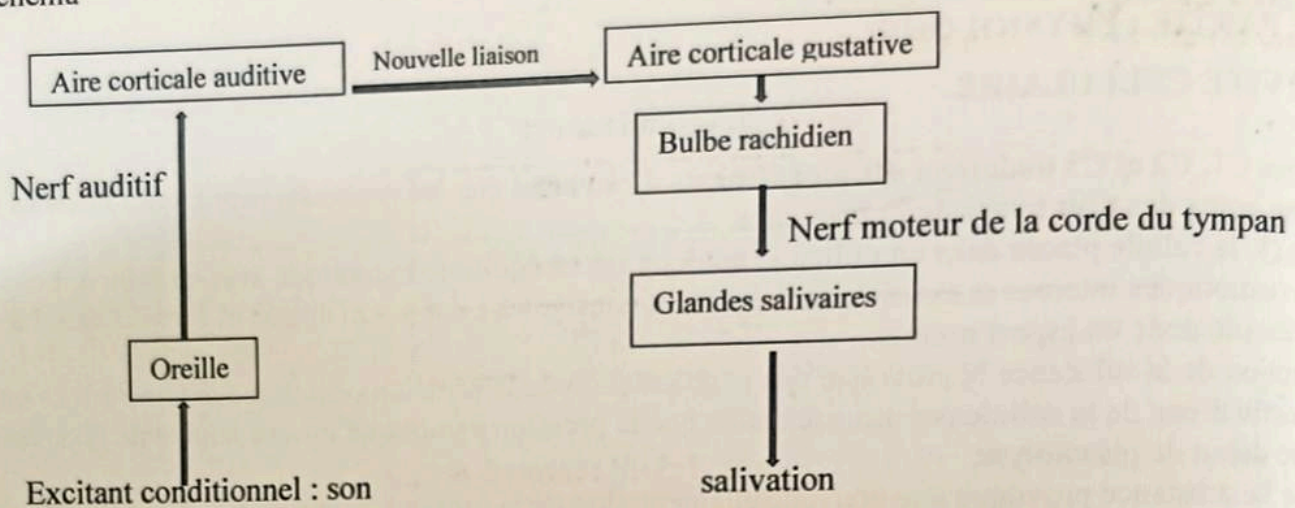 Aire corticale auditive
Nouvelle liaison
Aire corticale gustative
Bulbe rachidien
Nerf auditif
Nerf moteur de la corde du tympan
Glandes salivaires
Oreille
Excitant conditionnel : son
salivation